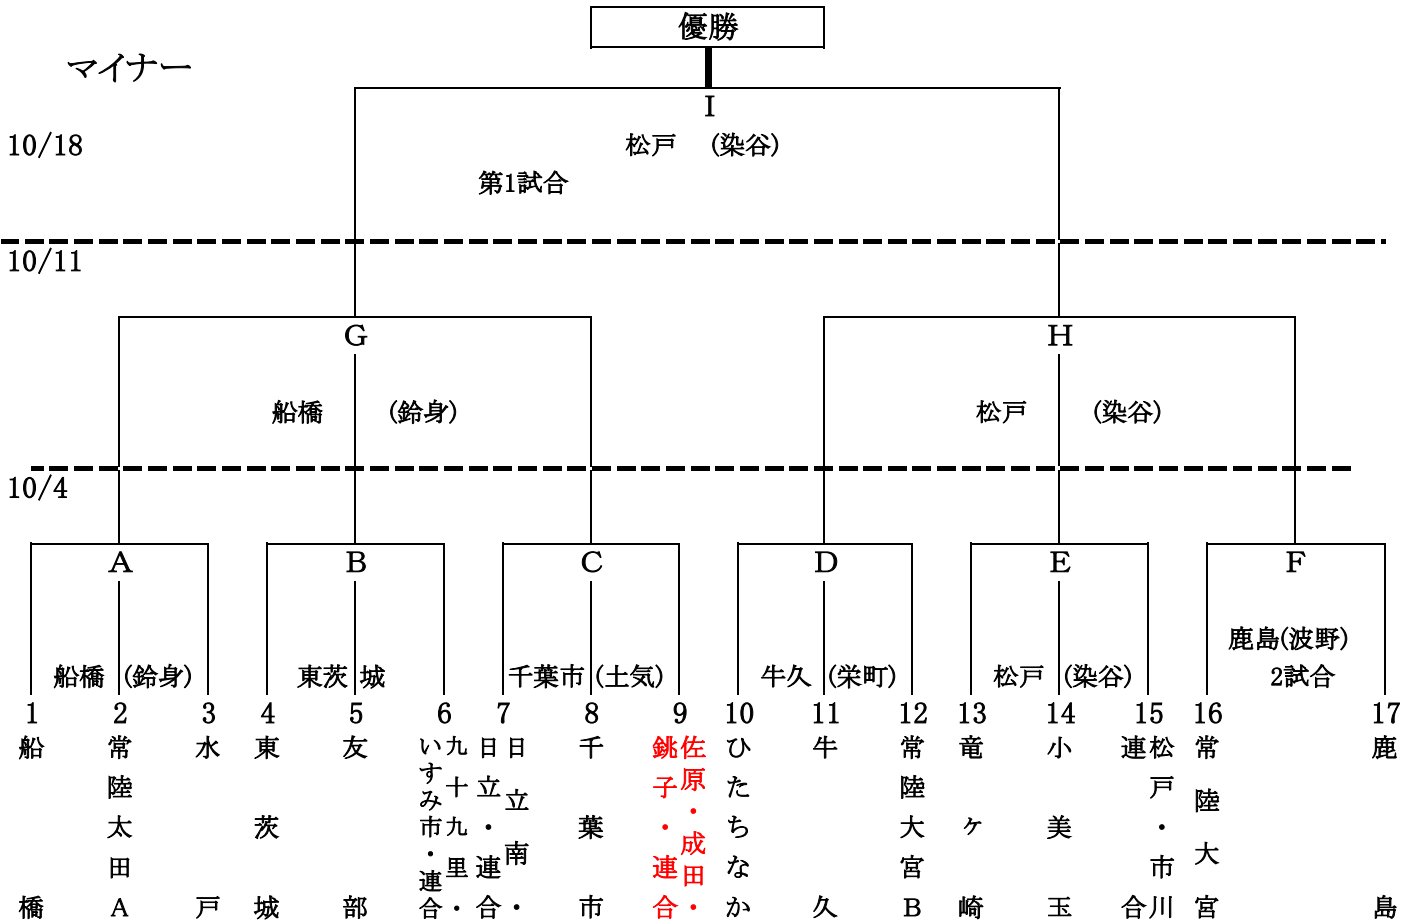 優勝
マイナー
I
10/18
松戸 (染谷)
第1試合
10/11
G
H
船橋 (鈴身)
松戸 (染谷)
10/4
A
B
C
D
E
F
鹿島(波野)
船橋 (鈴身)
東茨城
千葉市 (土気)
牛久 (栄町)
松戸 (染谷)
2試合
1
2
3
4
5
6
7
8
9
10
11
12
13
14
15
16
17
船橋
常陸太田A
水戸
東茨城
友部
九十九里・
いすみ市・連合
日立南・
日立・連合
千葉市
佐原・成田・
銚子・連合
ひたちなか
牛久
常陸大宮B
竜ヶ崎
小美玉
松戸・市川
連合
常陸大宮
鹿島